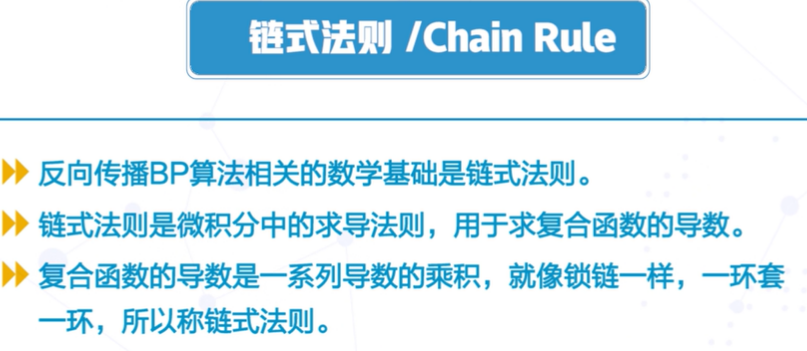 链式法则 /Chain Rule
反向传播BP算法相关的数学基础是链式法则。
链式法则是微积分中的求导法则，用于求复合函数的导数。
复合函数的导数是一系列导数的乘积，就像锁链一样，一环套
一环，所以称链式法则。